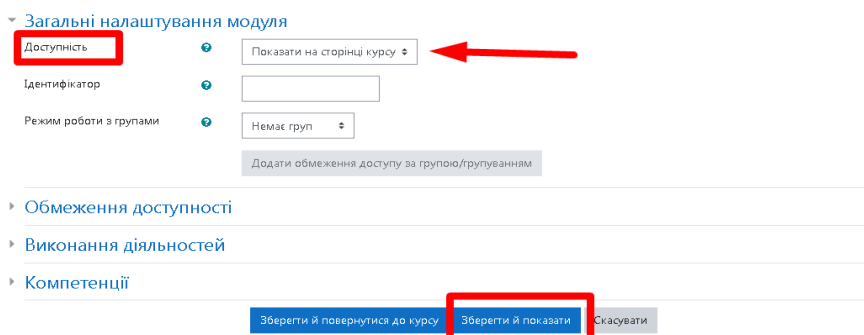 Загальні налаштування модуля
Доступність
Показати на сторінці курсу
Ідентифікатор
Режим роботи з групами
Немає груп
Додати обмеження доступу за групою/групуванням
Обмеження доступності
Виконання діяльностей
Компетенції
Зберегти й повернутися до курсу Зберегти й показати Скасувати